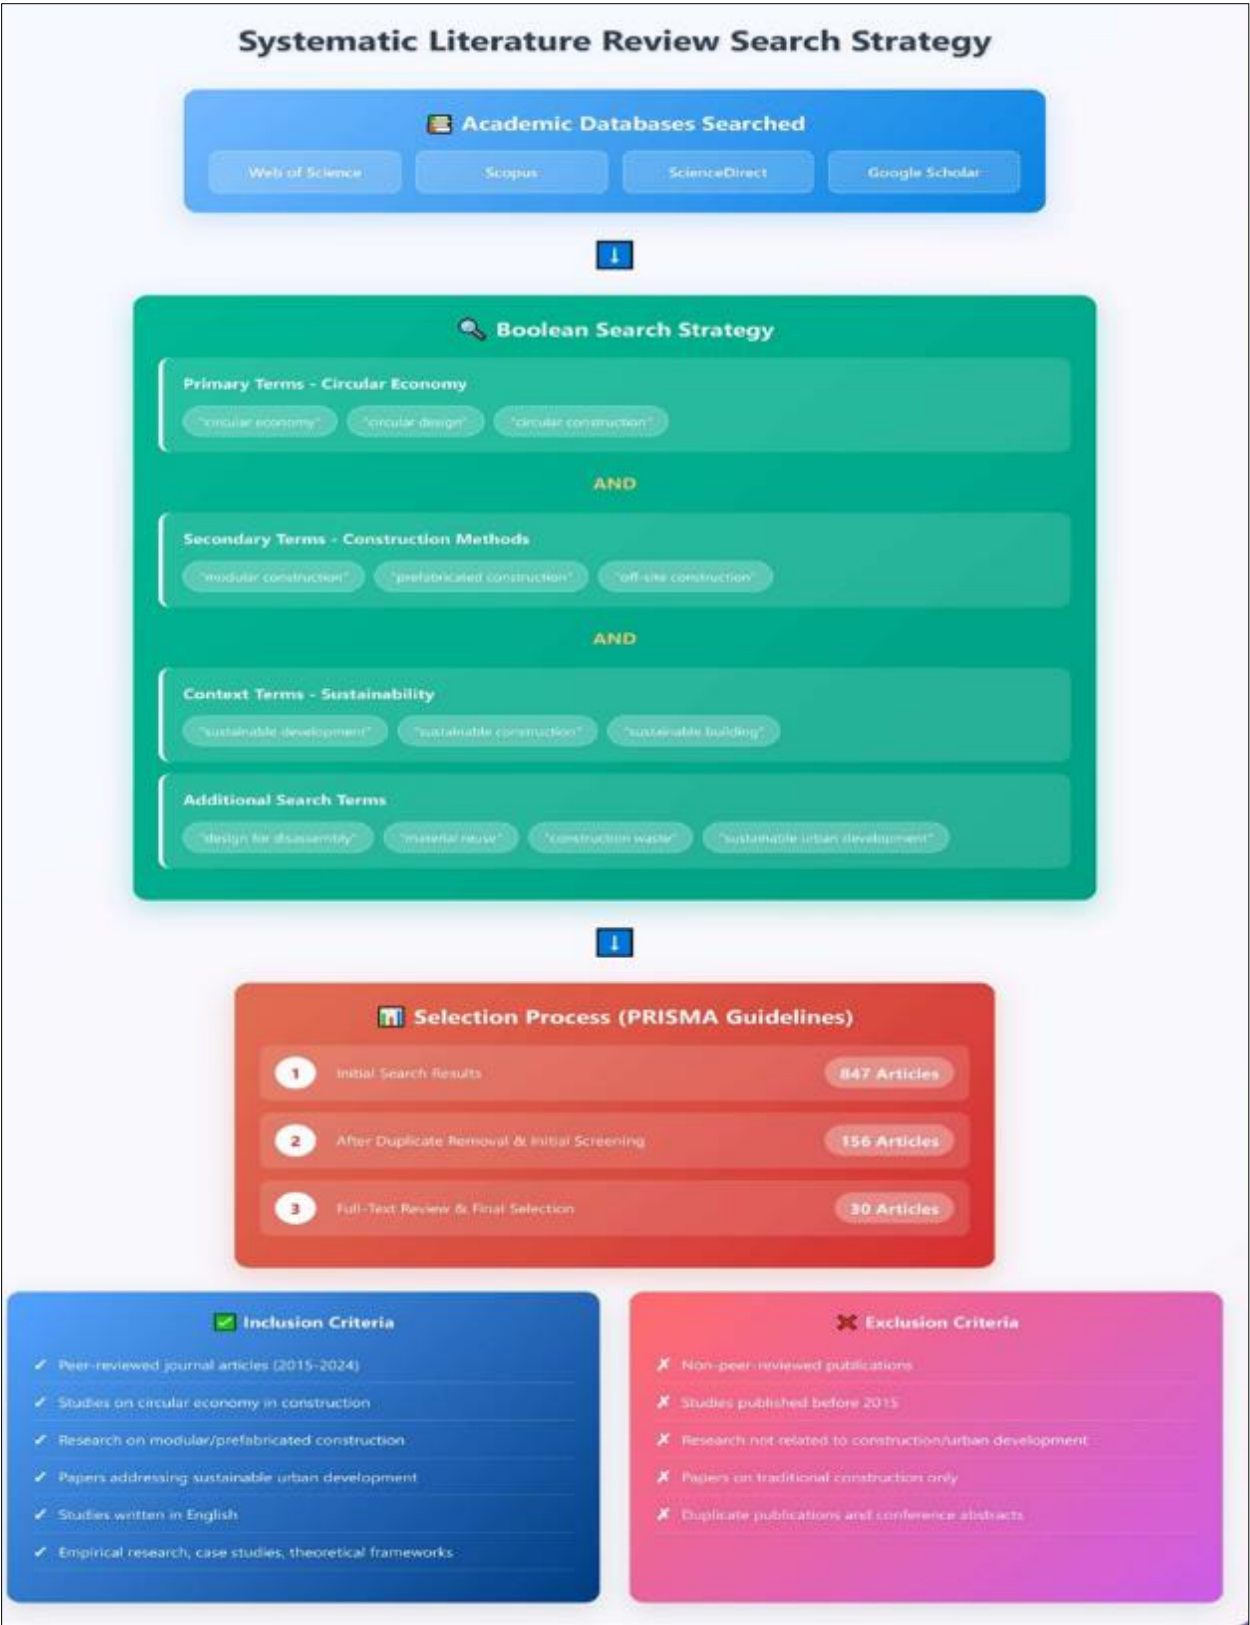 Systematic Literature Review Search Strategy
Academic Databases Searched
Web of Science Scopus ScienceDirect Google Scholar
Boolean Search Strategy
Primary Terms - Circular Economy
"circular economy" "circular design" "circular construction"
AND
Secondary Terms - Construction Methods
"modular construction" "prefabricated construction" "off-site construction"
AND
Context Terms - Sustainability
"sustainable development" "sustainable construction" "sustainable building"
Additional Search Terms
"design for disassembly" "material reuse" "construction waste" "sustainable urban development"
Selection Process (PRISMA Guidelines)
1 Initial Search Results 847 Articles
2 After Duplicate Removal & Initial Screening 156 Articles
3 Full-Text Review & Final Selection 30 Articles
Inclusion Criteria
✓ Peer-reviewed journal articles (2015-2024)
✓ Studies on circular economy in construction
✓ Research on modular/prefabricated construction
✓ Papers addressing sustainable urban development
✓ Studies written in English
✓ Empirical research, case studies, theoretical frameworks
Exclusion Criteria
✗ Non-peer-reviewed publications
✗ Studies published before 2015
✗ Research not related to construction/urban development
✗ Papers on traditional construction only
✗ Duplicate publications and conference abstracts